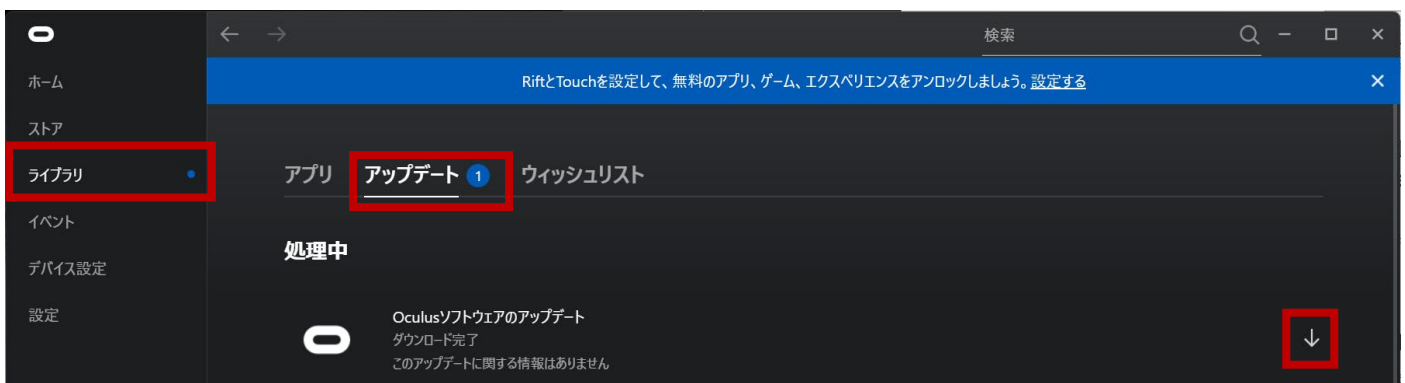 検索
RiftとTouchを設定して、無料のアプリ、ゲーム、エクスペリエンスをアンロックしましょう。設定する
ホーム
ストア
ライブラリ
イベント
デバイス設定
設定
アプリ アップデート 1 ウィッシュリスト
処理中
Oculusソフトウェアのアップデート
ダウンロード完了
このアップデートに関する情報はありません